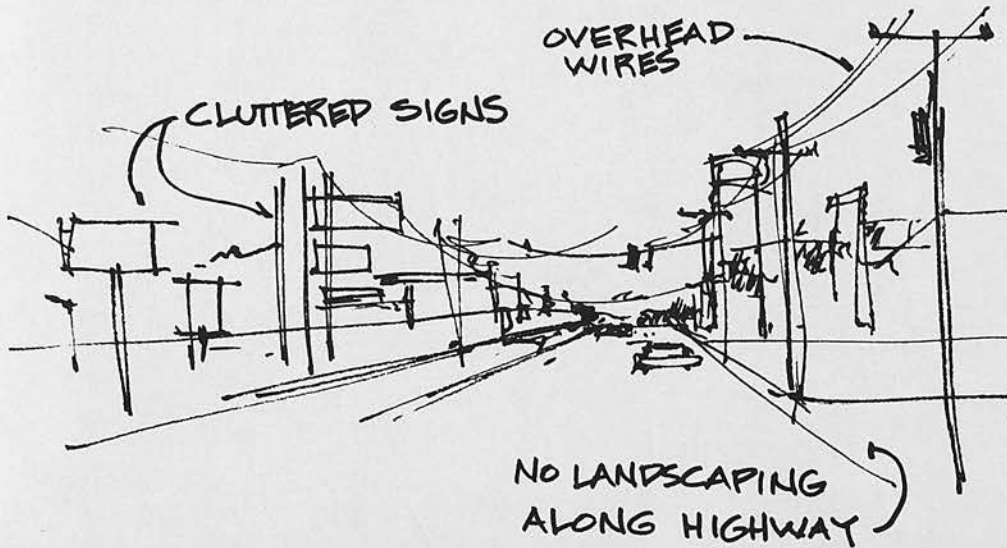 OVERHEAD
WIRES
CLUTTERED SIGNS
NO LANDSCAPING
ALONG HIGHWAY